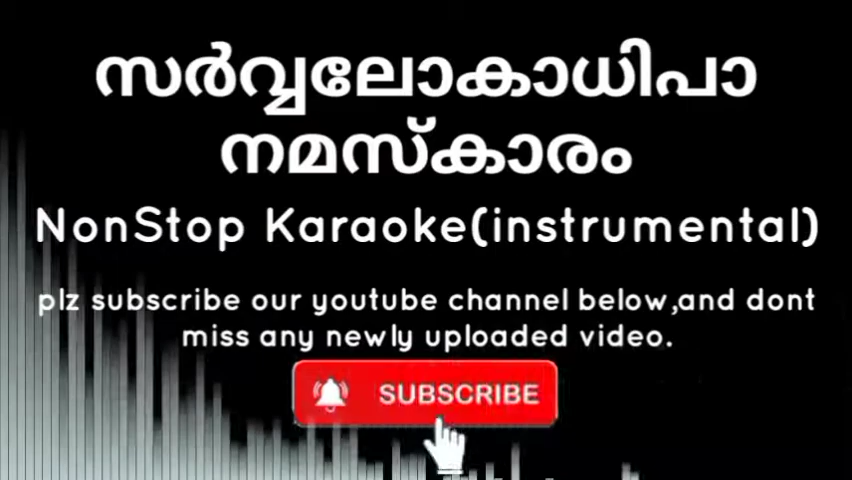 സർവ്വലോകാധിപാ
നമസ്കാരം
NonStop Karaoke(instrumental)
plz subscribe our youtube channel below,and dont
miss any newly uploaded video.
SUBSCRIBE